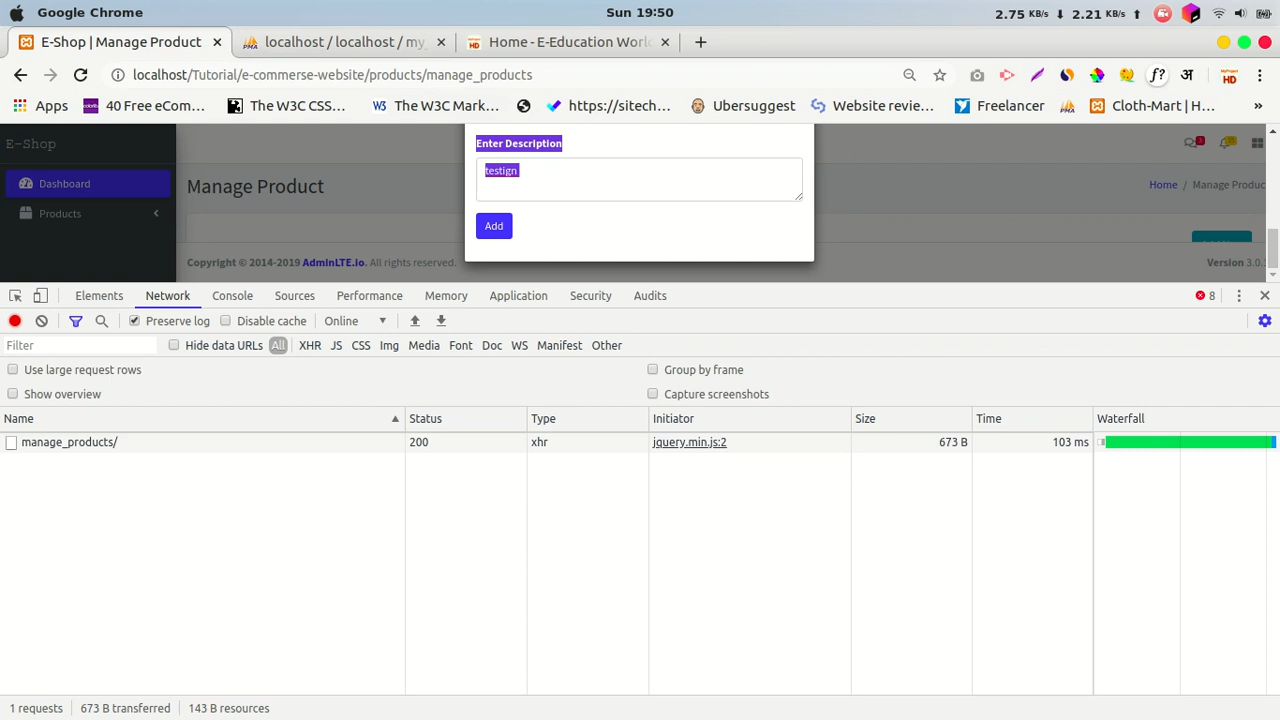 Google Chrome
Sun 19:50
2.75 KB/s ↓ 2.21 KB/s ↑
E-Shop | Manage Product
localhost / localhost / my
Home - E-Education World
localhost/Tutorial/e-commerse-website/products/manage_products
f?
अ
Apps
40 Free eCom...
The W3C CSS...
The W3C Mark...
https://sitech...
Ubersuggest
Website revie...
Freelancer
Cloth-Mart | H...
»
E-Shop
Enter Description
testign
Dashboard
Manage Product
Home / Manage Produc
Products
Add
Copyright © 2014-2019 AdminLTE.io. All rights reserved.
Version 3.0.
Elements Network Console Sources Performance Memory Application Security Audits
8
Preserve log
Disable cache
Online
Filter
Hide data URLs
All XHR JS CSS Img Media Font Doc WS Manifest Other
Use large request rows
Group by frame
Show overview
Capture screenshots
Name Status Type Initiator Size Time Waterfall
manage_products/ 200 xhr jquery.min.js:2 673 B 103 ms
1 requests 673 B transferred 143 B resources